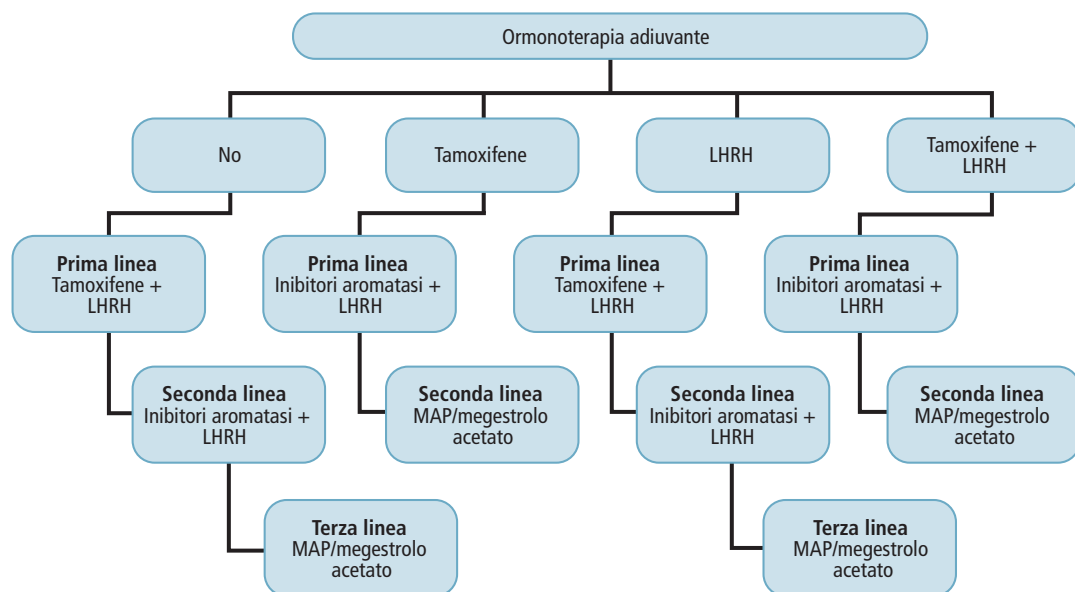 Ormonoterapia adiuvante
No
Tamoxifene
LHRH
Tamoxifene +
LHRH
Prima linea
Tamoxifene +
LHRH
Prima linea
Inibitori aromatasi +
LHRH
Prima linea
Tamoxifene +
LHRH
Prima linea
Inibitori aromatasi +
LHRH
Seconda linea
Inibitori aromatasi +
LHRH
Seconda linea
MAP/megestrolo
acetato
Seconda linea
Inibitori aromatasi +
LHRH
Seconda linea
MAP/megestrolo
acetato
Terza linea
MAP/megestrolo
acetato
Terza linea
MAP/megestrolo
acetato